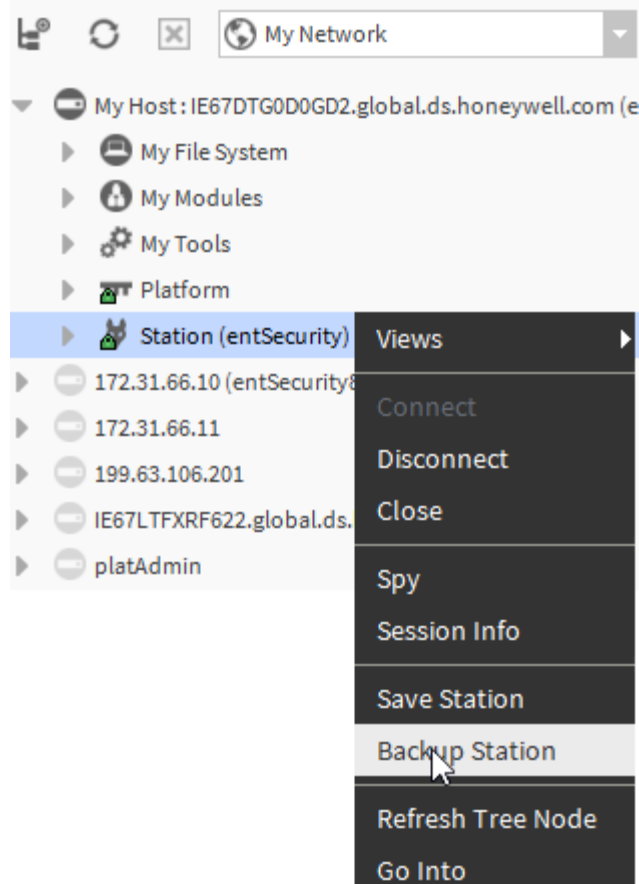 My Network
My Host : IE67DTG0D0GD2.global.ds.honeywell.com (e
My File System
My Modules
My Tools
Platform
Station (entSecurity)
172.31.66.10 (entSecurity
172.31.66.11
199.63.106.201
IE67LTFXRF622.global.ds.
platAdmin
Views
Connect
Disconnect
Close
Spy
Session Info
Save Station
Backup Station
Refresh Tree Node
Go Into